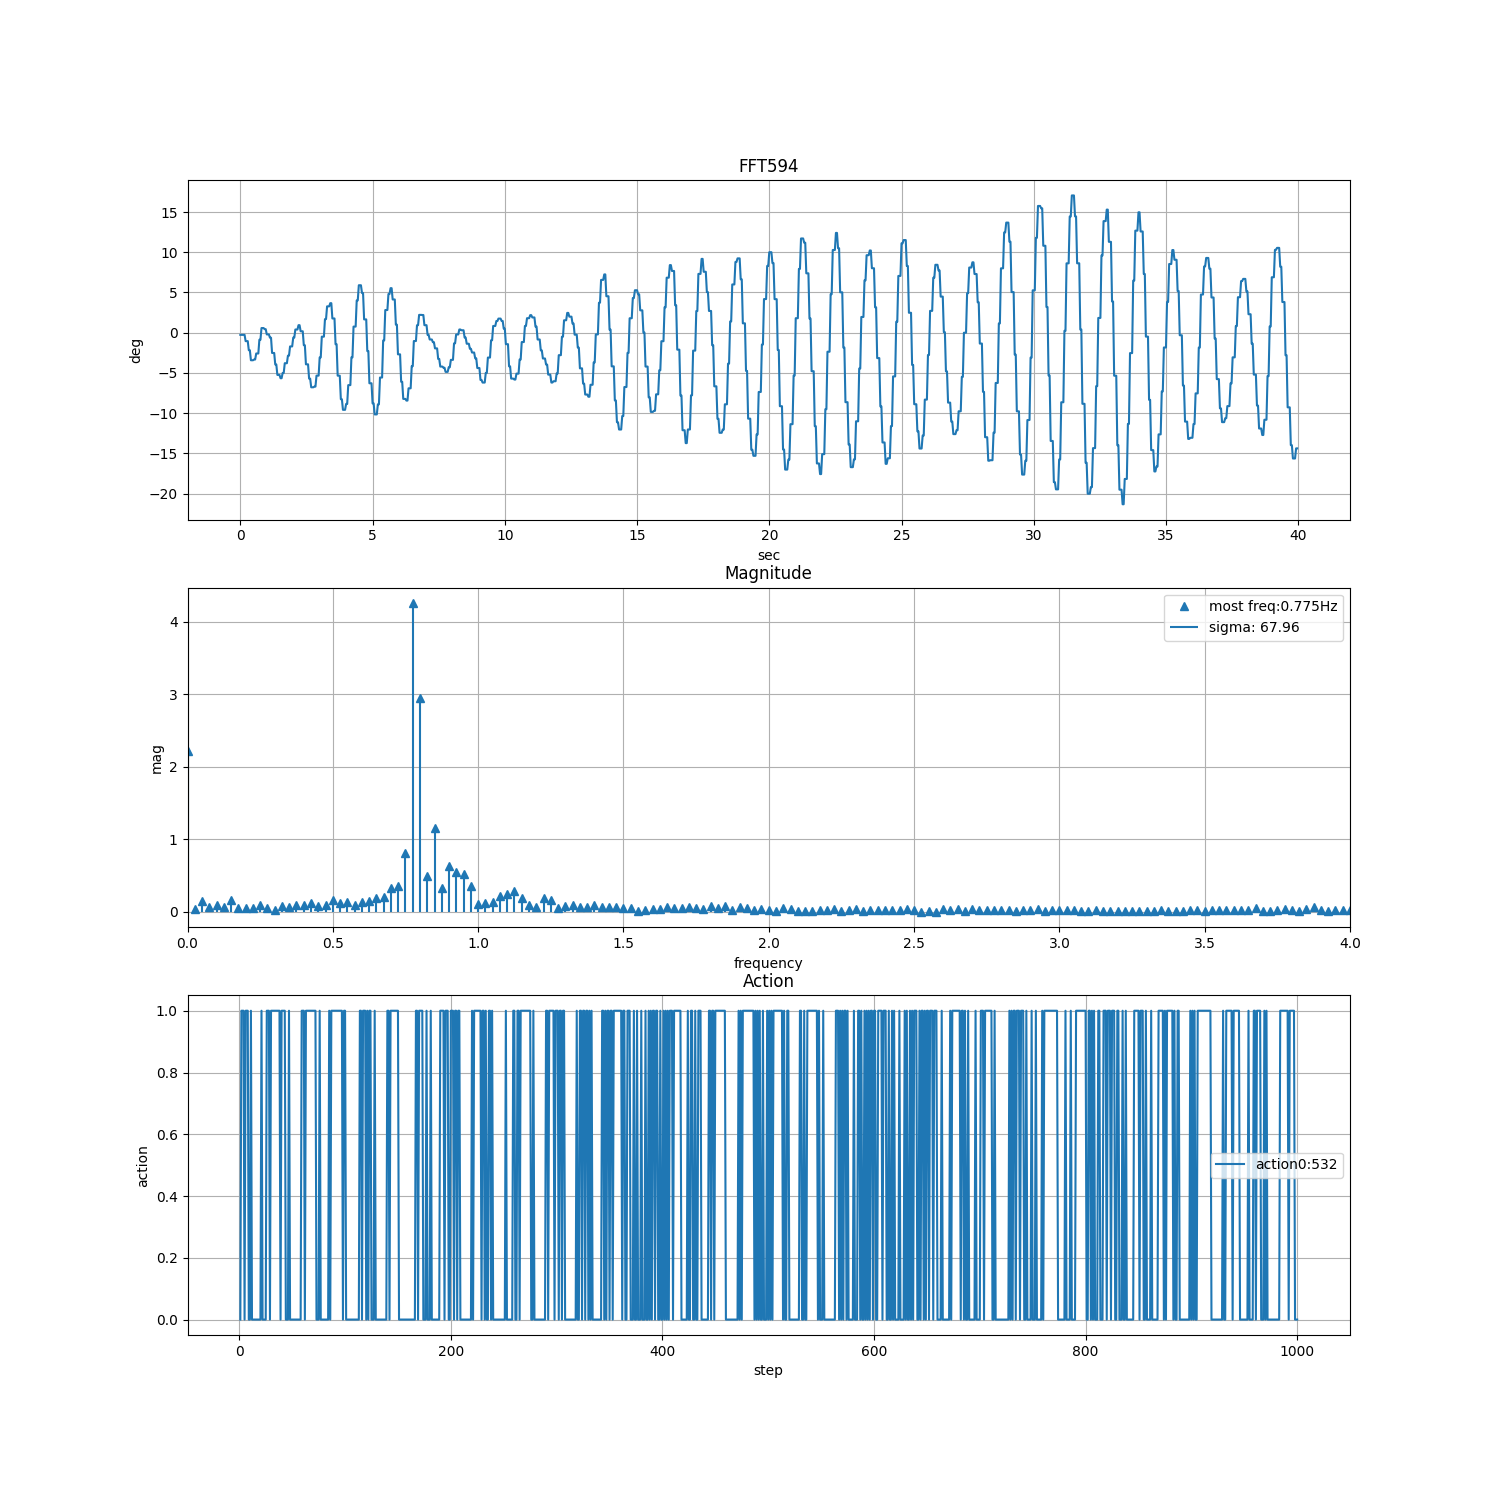 FFT594
15
10
5
0
−5
−10
−15
−20
deg
0 5 10 15 20 25 30 35 40
sec
Magnitude
most freq:0.775Hz
sigma: 67.96
4
3
2
1
0
mag
0.0 0.5 1.0 1.5 2.0 2.5 3.0 3.5 4.0
frequency
Action
1.0
0.8
0.6
0.4
0.2
0.0
action
action0:532
0 200 400 600 800 1000
step